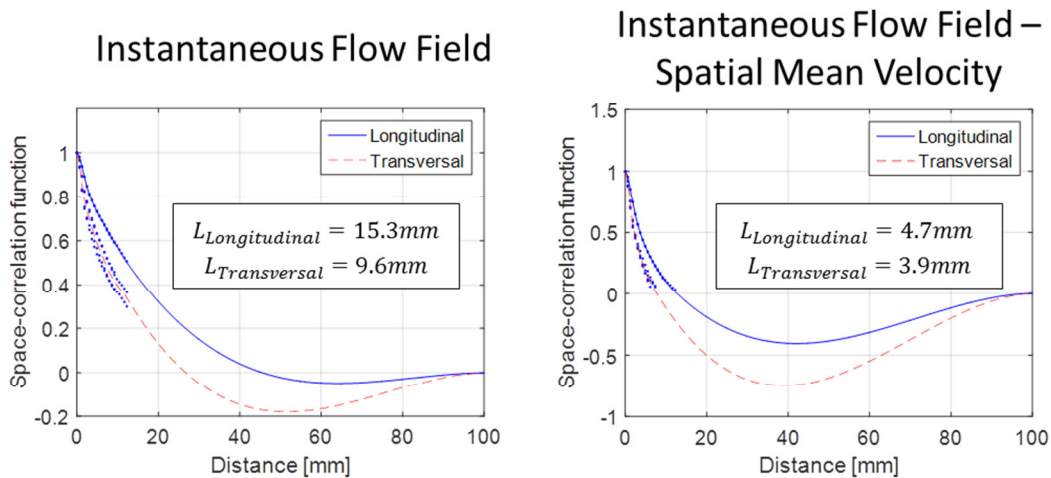 Instantaneous Flow Field
Space-correlation function
1
0.8
0.6
0.4
0.2
0
-0.2
Longitudinal
Transversal
L_Longitudinal = 15.3mm
L_Transversal = 9.6mm
0 20 40 60 80 100
Distance [mm]
Instantaneous Flow Field –
Spatial Mean Velocity
Space-correlation function
1.5
1
0.5
0
-0.5
-1
Longitudinal
Transversal
L_Longitudinal = 4.7mm
L_Transversal = 3.9mm
0 20 40 60 80 100
Distance [mm]